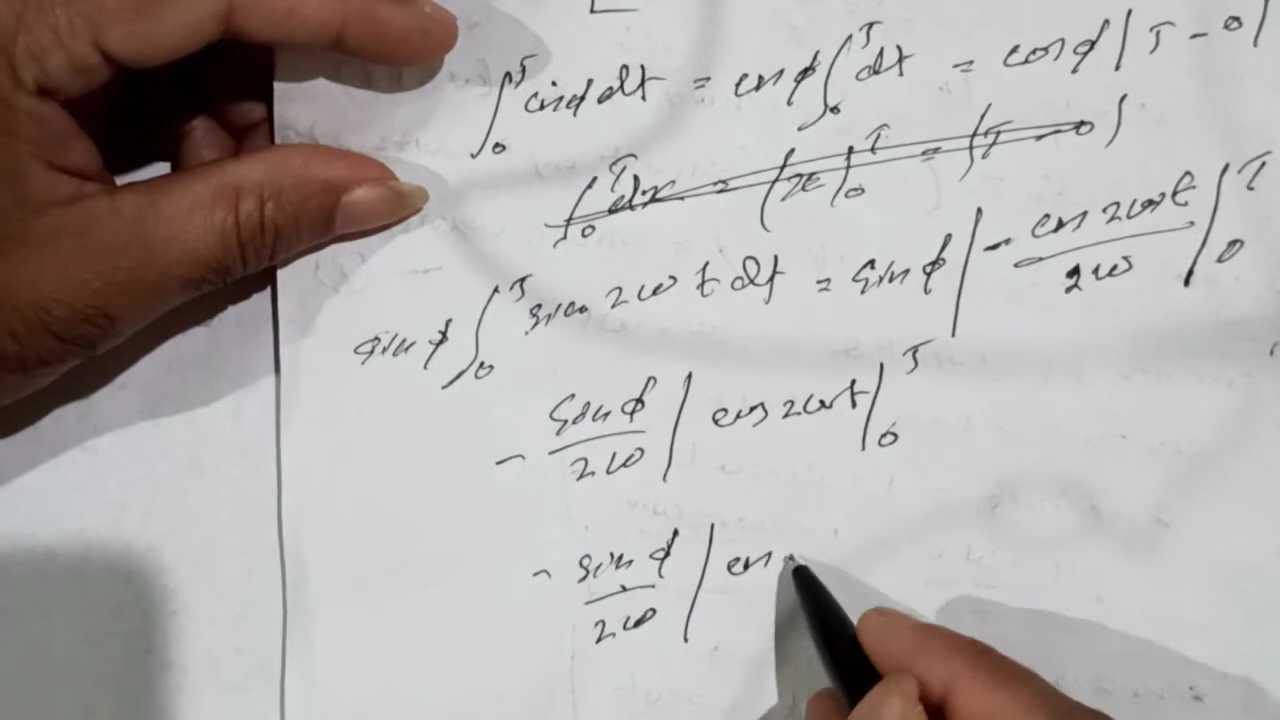 ∫₀ᵀ cosφ dt = cosφ ∫₀ᵀ dt = cosφ | T - 0 |
∫₀ᵀ dx = (x|₀ᵀ = (T - 0)
sinφ ∫₀ᵀ sin 2ωt dt = sinφ | - cos 2ωt / 2ω |₀ᵀ
- sinφ / 2ω | cos 2ωt |₀ᵀ
- sinφ / 2ω | cos